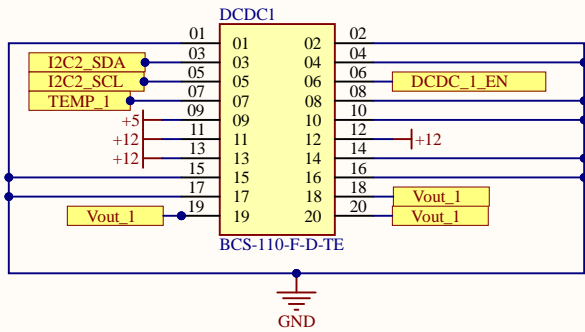 DCDC1
01 01 02 02
I2C2_SDA 03 03 04 04
I2C2_SCL 05 05 06 06 DCDC_1_EN
TEMP_1 07 07 08 08
+5 09 09 10 10
+12 11 11 12 12 +12
+12 13 13 14 14
15 15 16 16
17 17 18 18 Vout_1
Vout_1 19 19 20 20 Vout_1
BCS-110-F-D-TE
GND